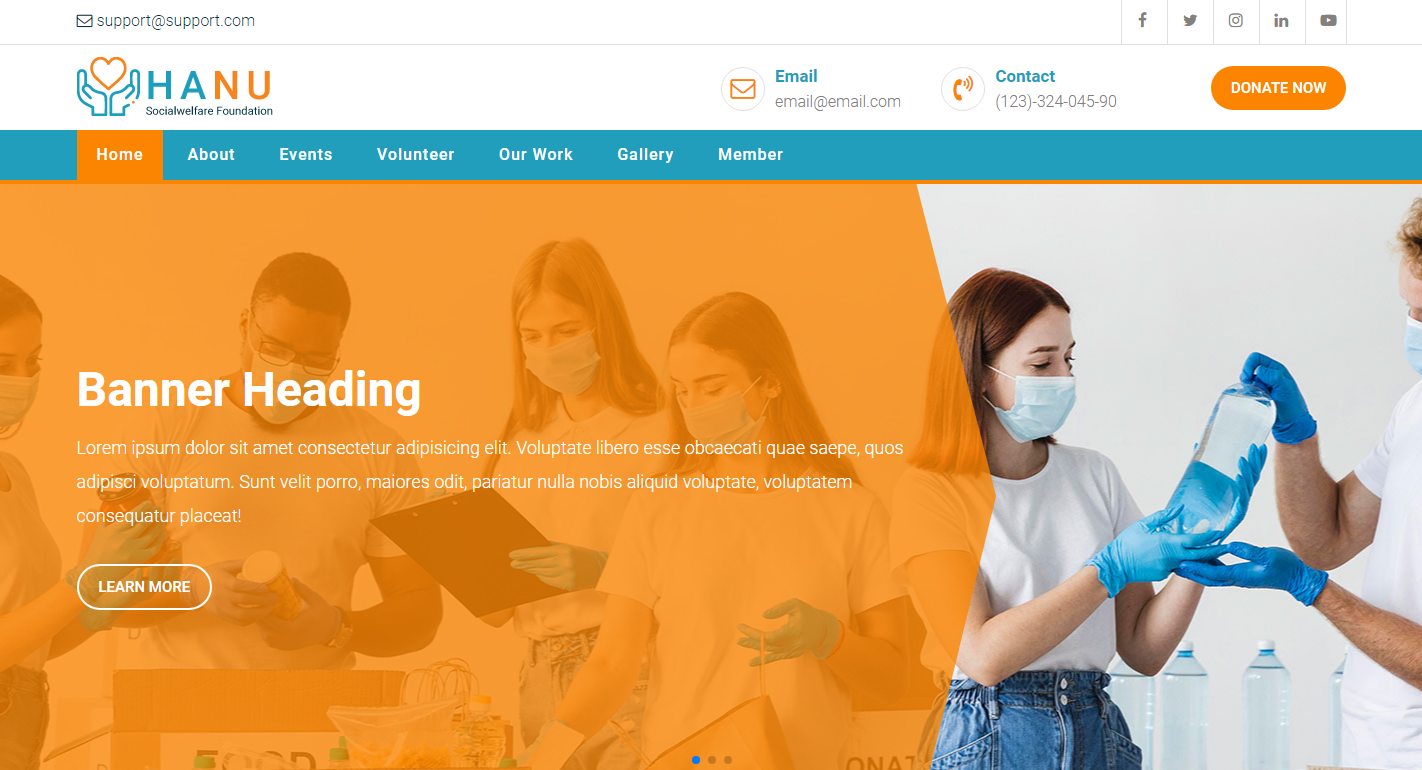 support@support.com
HANU
Socialwelfare Foundation
Email
email@email.com
Contact
(123)-324-045-90
DONATE NOW
Home About Events Volunteer Our Work Gallery Member
Banner Heading
Lorem ipsum dolor sit amet consectetur adipisicing elit. Voluptate libero esse obcaecati quae saepe, quos
adipisci voluptatum. Sunt velit porro, maiores odit, pariatur nulla nobis aliquid voluptate, voluptatem
consequatur placeat!
LEARN MORE
FOOD
ONAT